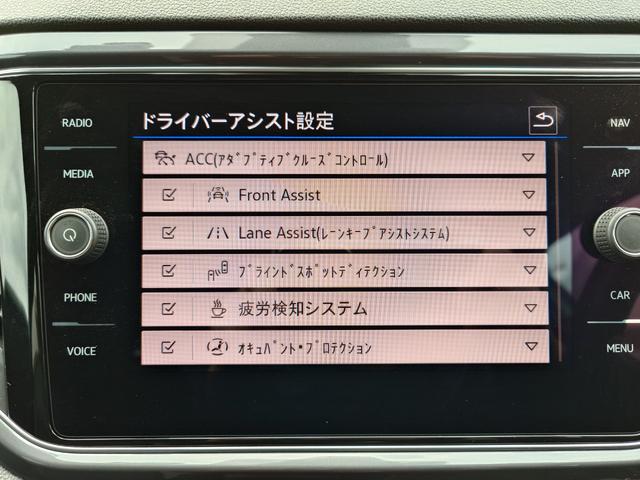 RADIO
MEDIA
PHONE
VOICE
ドライバーアシスト設定
ACC(ｱﾀﾞﾌﾟﾃｨﾌﾞｸﾙｰｽﾞｺﾝﾄﾛｰﾙ)
Front Assist
Lane Assist(ﾚｰﾝｷｰﾌﾟｱｼｽﾄｼｽﾃﾑ)
ﾌﾞﾗｲﾝﾄﾞｽﾎﾟｯﾄﾃﾞｨﾃｸｼｮﾝ
疲労検知システム
ｵｷｭﾊﾟﾝﾄ・ﾌﾟﾛﾃｸｼｮﾝ
NAV
APP
CAR
MENU